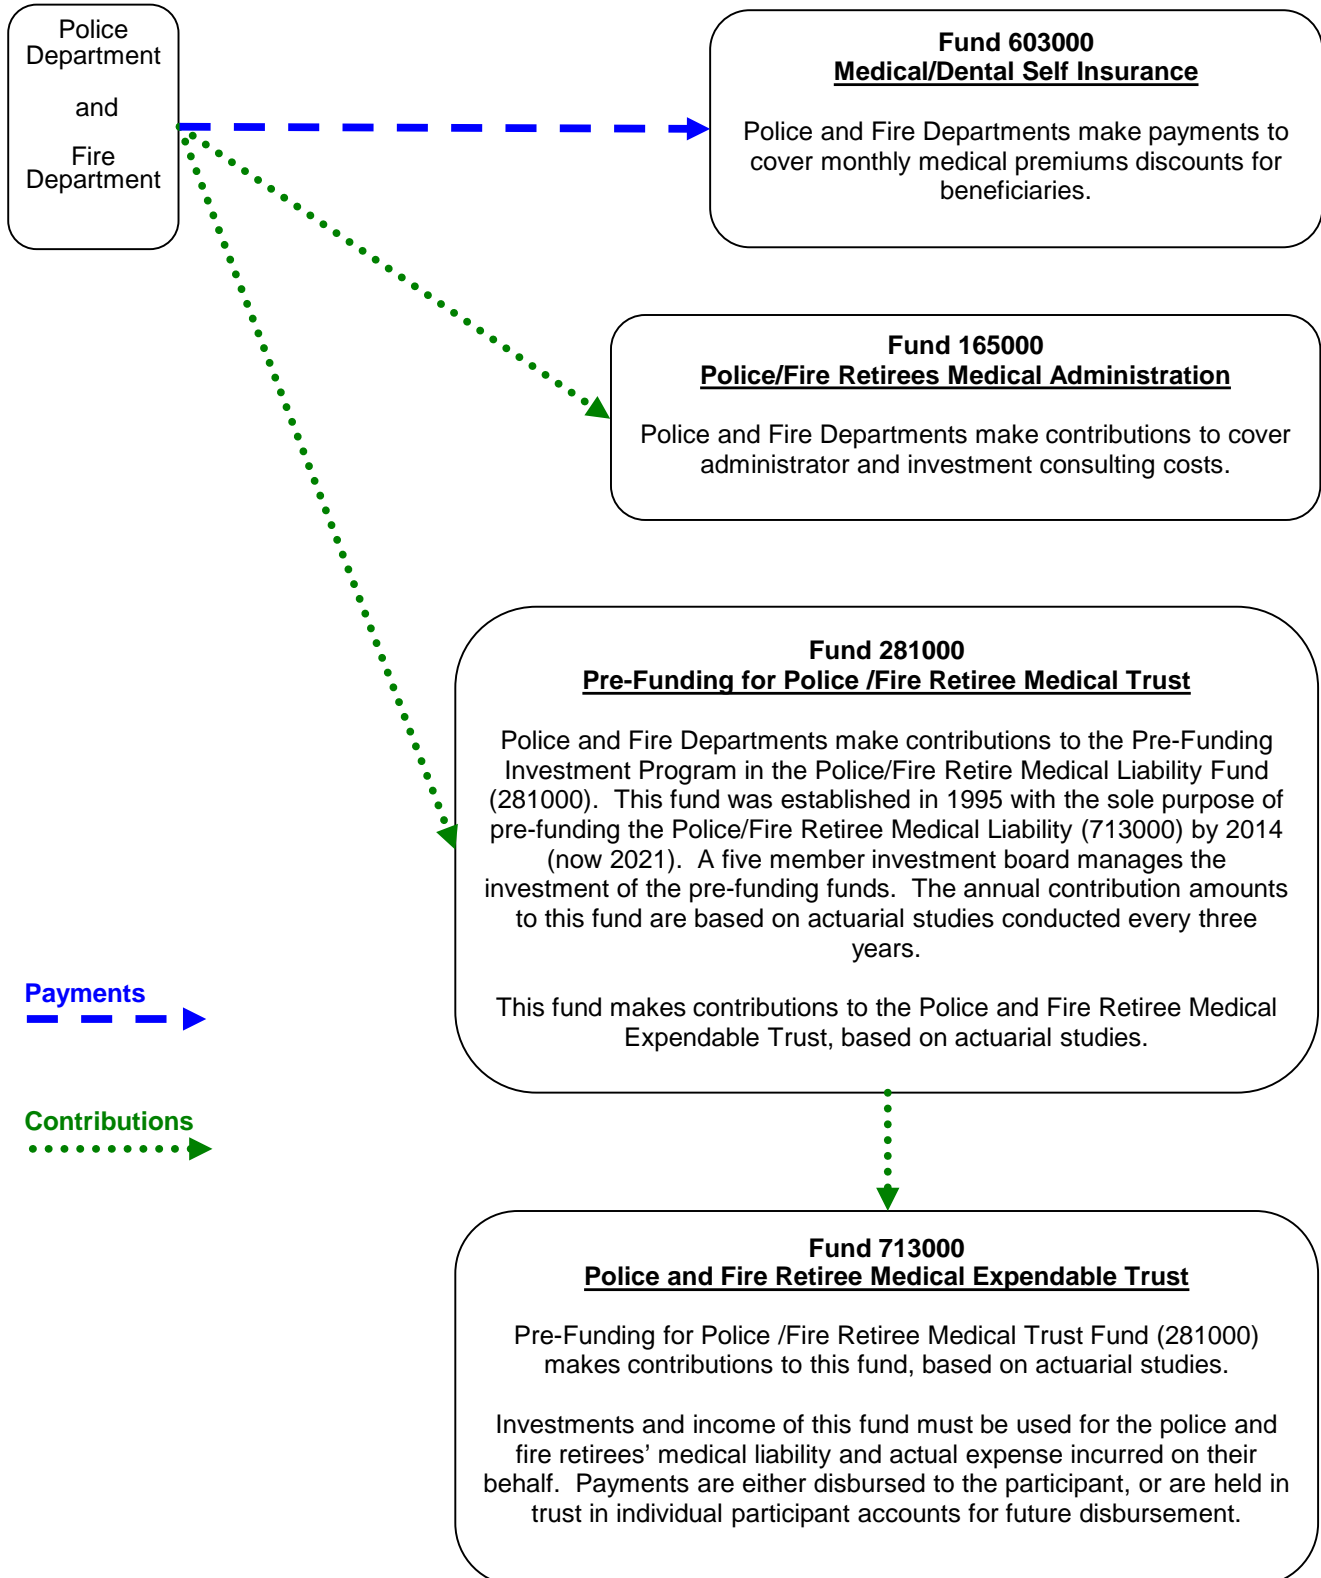 Police
Department
and
Fire
Department
Fund 603000
Medical/Dental Self Insurance
Police and Fire Departments make payments to
cover monthly medical premiums discounts for
beneficiaries.
Fund 165000
Police/Fire Retirees Medical Administration
Police and Fire Departments make contributions to cover
administrator and investment consulting costs.
Fund 281000
Pre-Funding for Police /Fire Retiree Medical Trust
Police and Fire Departments make contributions to the Pre-Funding
Investment Program in the Police/Fire Retire Medical Liability Fund
(281000).  This fund was established in 1995 with the sole purpose of
pre-funding the Police/Fire Retiree Medical Liability (713000) by 2014
(now 2021).  A five member investment board manages the
investment of the pre-funding funds.  The annual contribution amounts
to this fund are based on actuarial studies conducted every three
years.
This fund makes contributions to the Police and Fire Retiree Medical
Expendable Trust, based on actuarial studies.
Payments
Contributions
Fund 713000
Police and Fire Retiree Medical Expendable Trust
Pre-Funding for Police /Fire Retiree Medical Trust Fund (281000)
makes contributions to this fund, based on actuarial studies.
Investments and income of this fund must be used for the police and
fire retirees’ medical liability and actual expense incurred on their
behalf.  Payments are either disbursed to the participant, or are held in
trust in individual participant accounts for future disbursement.